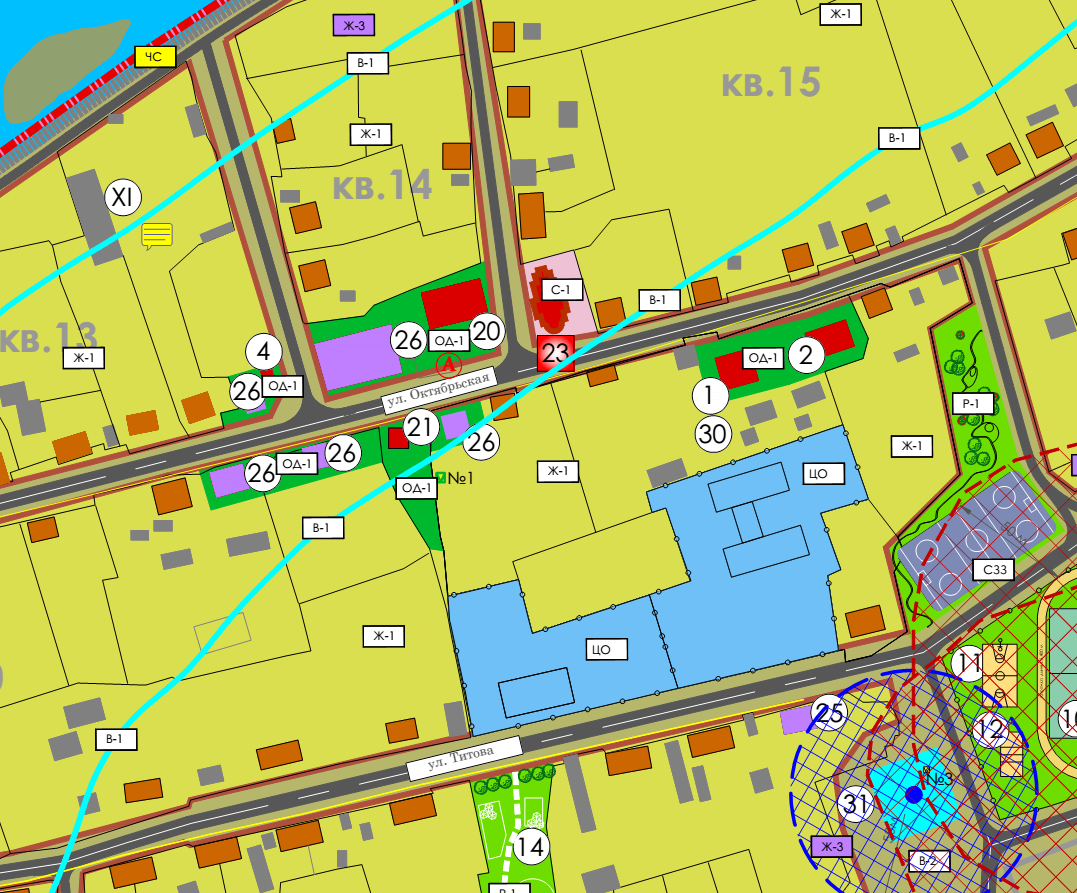 Ж-3
Ж-1
ЧС
В-1
кв.15
Ж-1
В-1
кв.14
XI
С-1
В-1
кв.13
Ж-1
4
26
ОД-1
26
ОД-1
20
А
23
ОД-1
2
1
30
ул. Октябрьская
Р-1
21
26
Ж-1
26
ОД-1
26
№1
ОД-1
Ж-1
ЦО
В-1
С33
Ж-1
ЦО
11
25
12
В-1
ул. Титова
№3
31
14
Ж-3
В-2